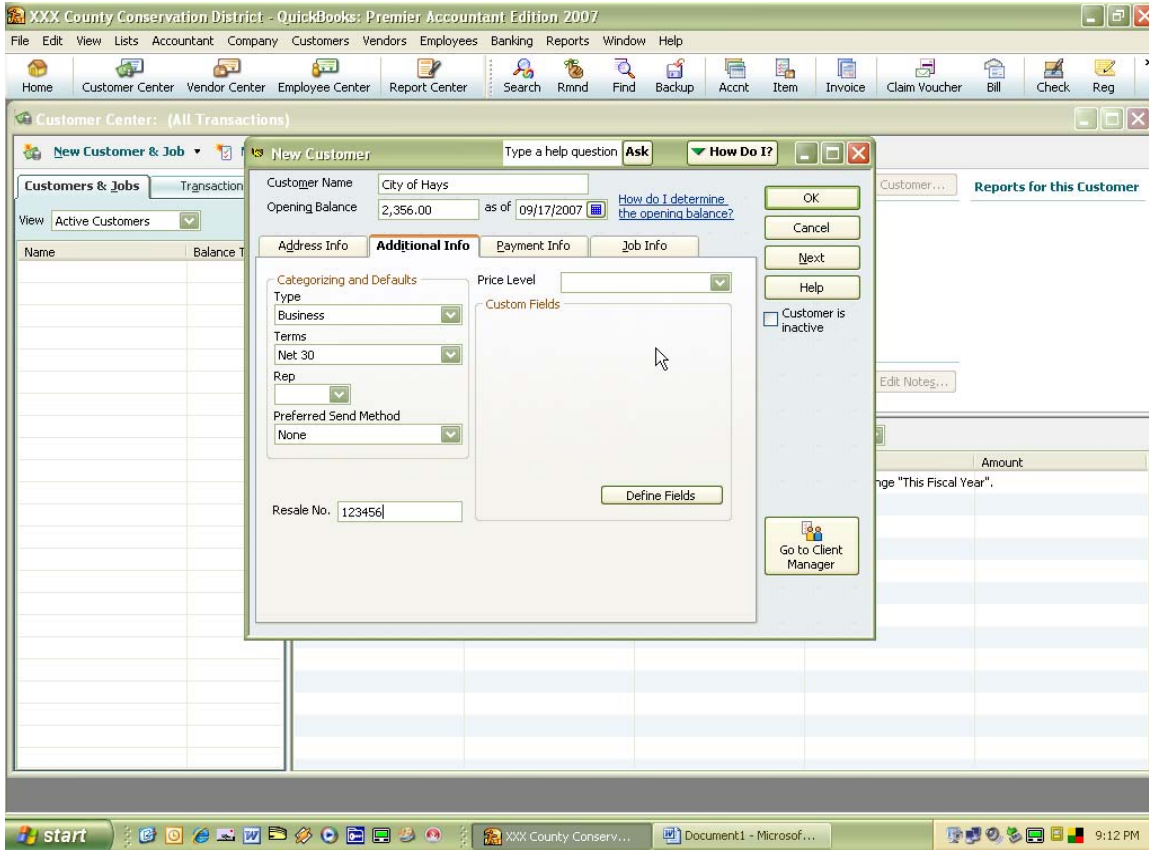 XXX County Conservation District - QuickBooks: Premier Accountant Edition 2007
File Edit View Lists Accountant Company Customers Vendors Employees Banking Reports Window Help
Home Customer Center Vendor Center Employee Center Report Center Search Rmnd Find Backup Accnt Item Invoice Claim Voucher Bill Check Reg
Customer Center: (All Transactions)
New Customer & Job
New Customer Type a help question Ask How Do I?
Customers & Jobs Transaction
Customer... Reports for this Customer
View Active Customers
Name Balance T
Customer Name City of Hays
Opening Balance 2,356.00 as of 09/17/2007 How do I determine
the opening balance?
OK
Cancel
Next
Help
Customer is
inactive
Address Info Additional Info Payment Info Job Info
Categorizing and Defaults
Type
Business
Terms
Net 30
Rep
Preferred Send Method
None
Resale No. 123456
Price Level
Custom Fields
Define Fields
Go to Client
Manager
Edit Notes...
Amount
nge "This Fiscal Year".
start XXX County Conserv... Document1 - Microsof... 9:12 PM